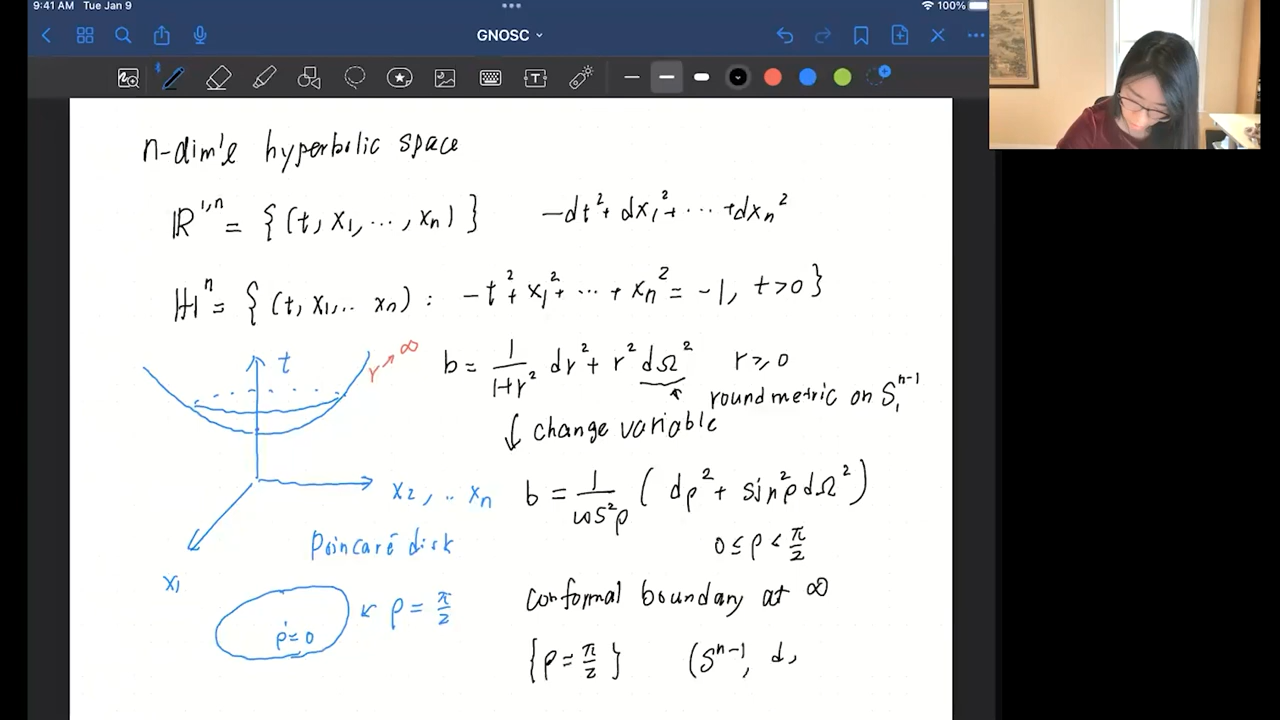 9:41 AM Tue Jan 9
100%
GNOSC
n-dim'l hyperbolic space
ℝ^{1,n} = {(t, x₁, ..., xₙ)} -dt² + dx₁² + ... + dxₙ²
ℍⁿ = {(t, x₁, .. xₙ) : -t² + x₁² + ... + xₙ² = -1, t > 0}
t
r → ∞
b = 1/(1+r²) dr² + r² dΩ² r ≥ 0
round metric on S₁^{n-1}
↓ change variable
x₂, .. xₙ
x₁
b = 1/cos²ρ (dρ² + sin²ρ dΩ²)
0 ≤ ρ < π/2
Poincaré disk
ρ = 0
← ρ = π/2
conformal boundary at ∞
{ρ = π/2} (S^{n-1}, d